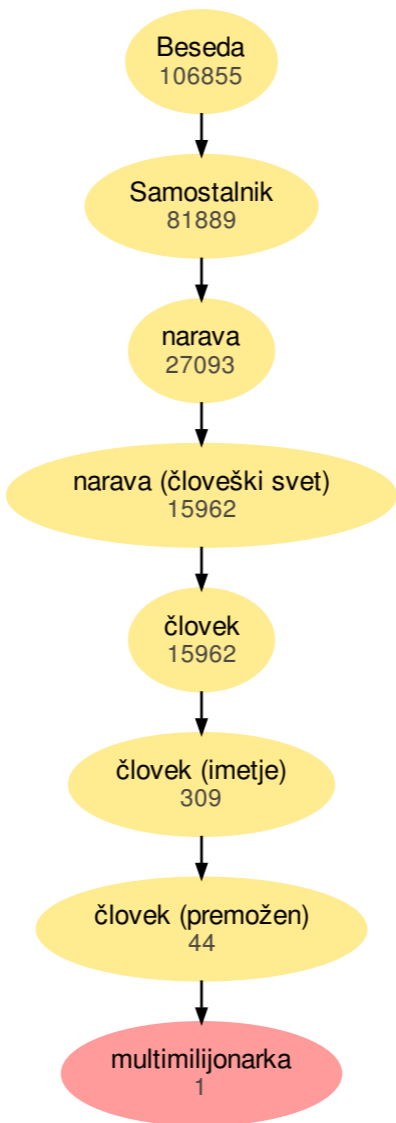 Beseda
106855
Samostalnik
81889
narava
27093
narava (človeški svet)
15962
človek
15962
človek (imetje)
309
človek (premožen)
44
multimilijonarka
1